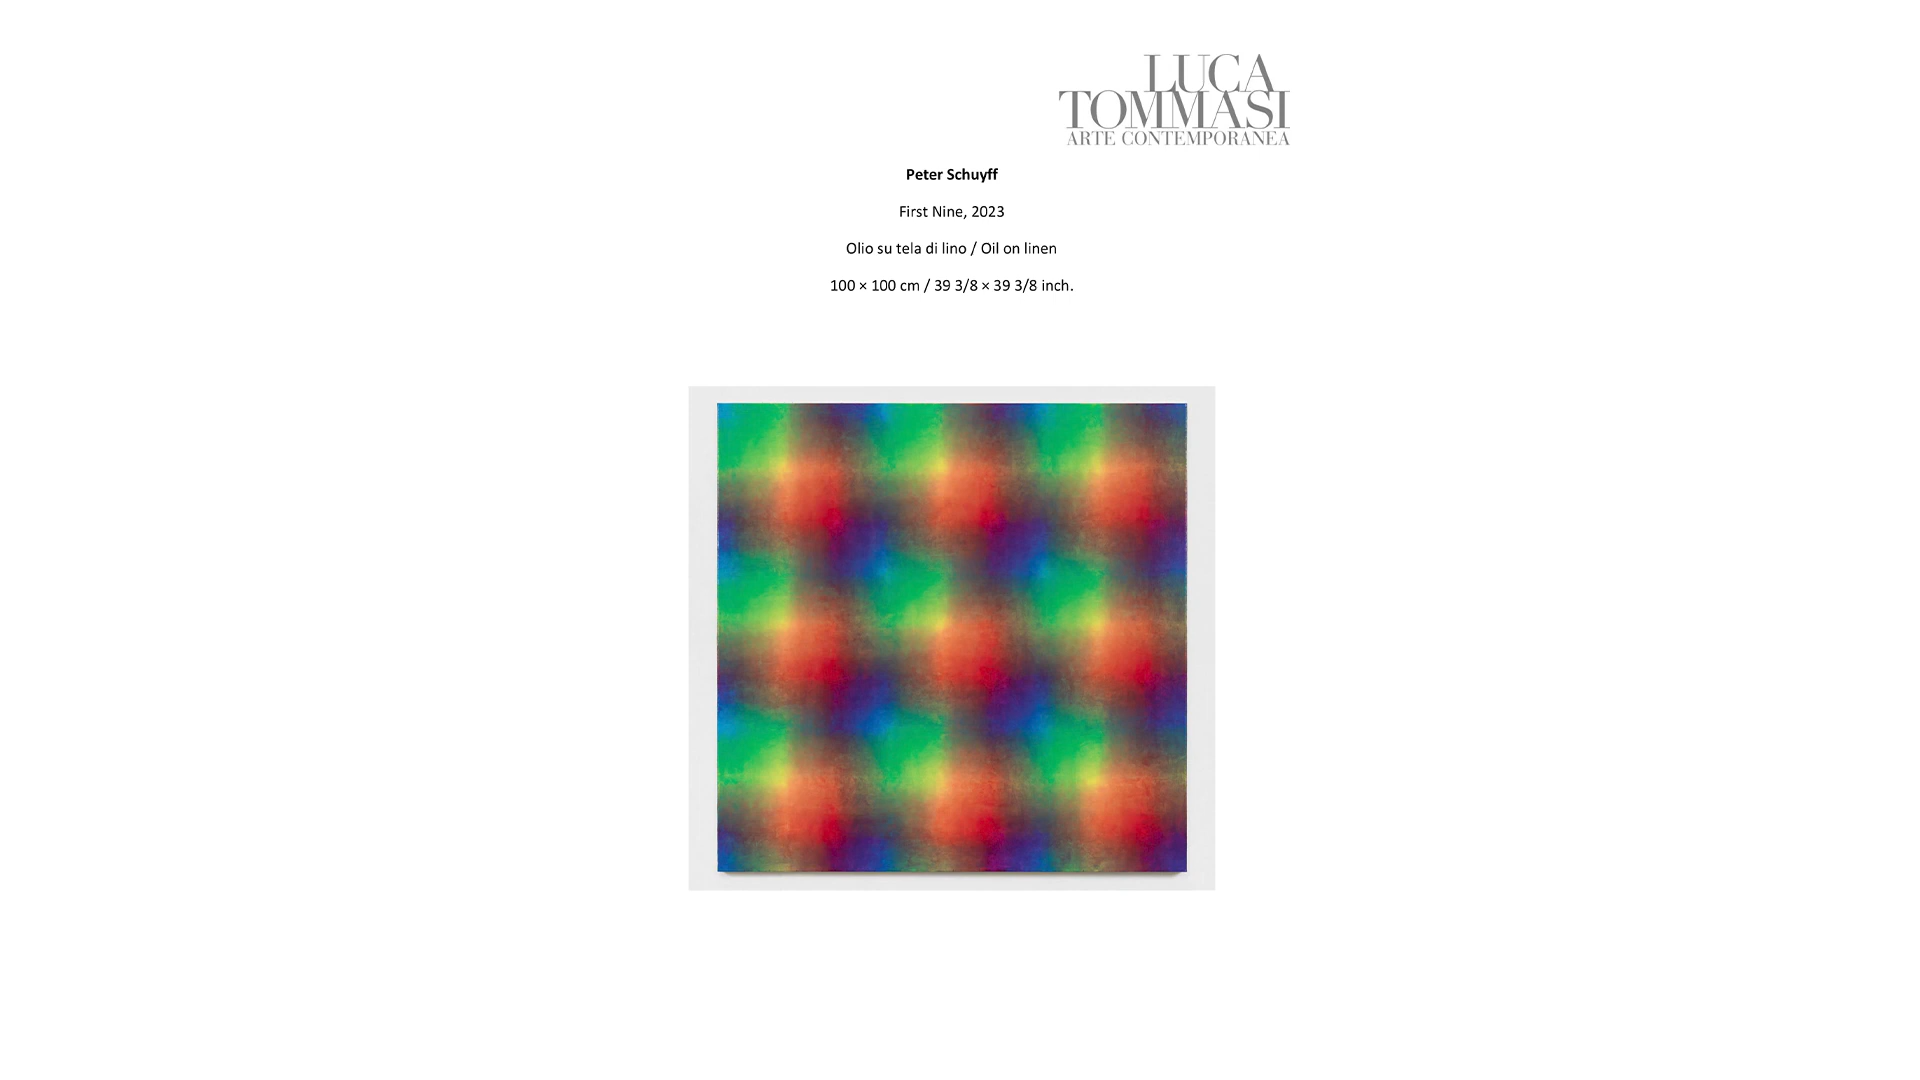 LUCA
TOMMASI
ARTE CONTEMPORANEA
Peter Schuyff
First Nine, 2023
Olio su tela di lino / Oil on linen
100 × 100 cm / 39 3/8 × 39 3/8 inch.